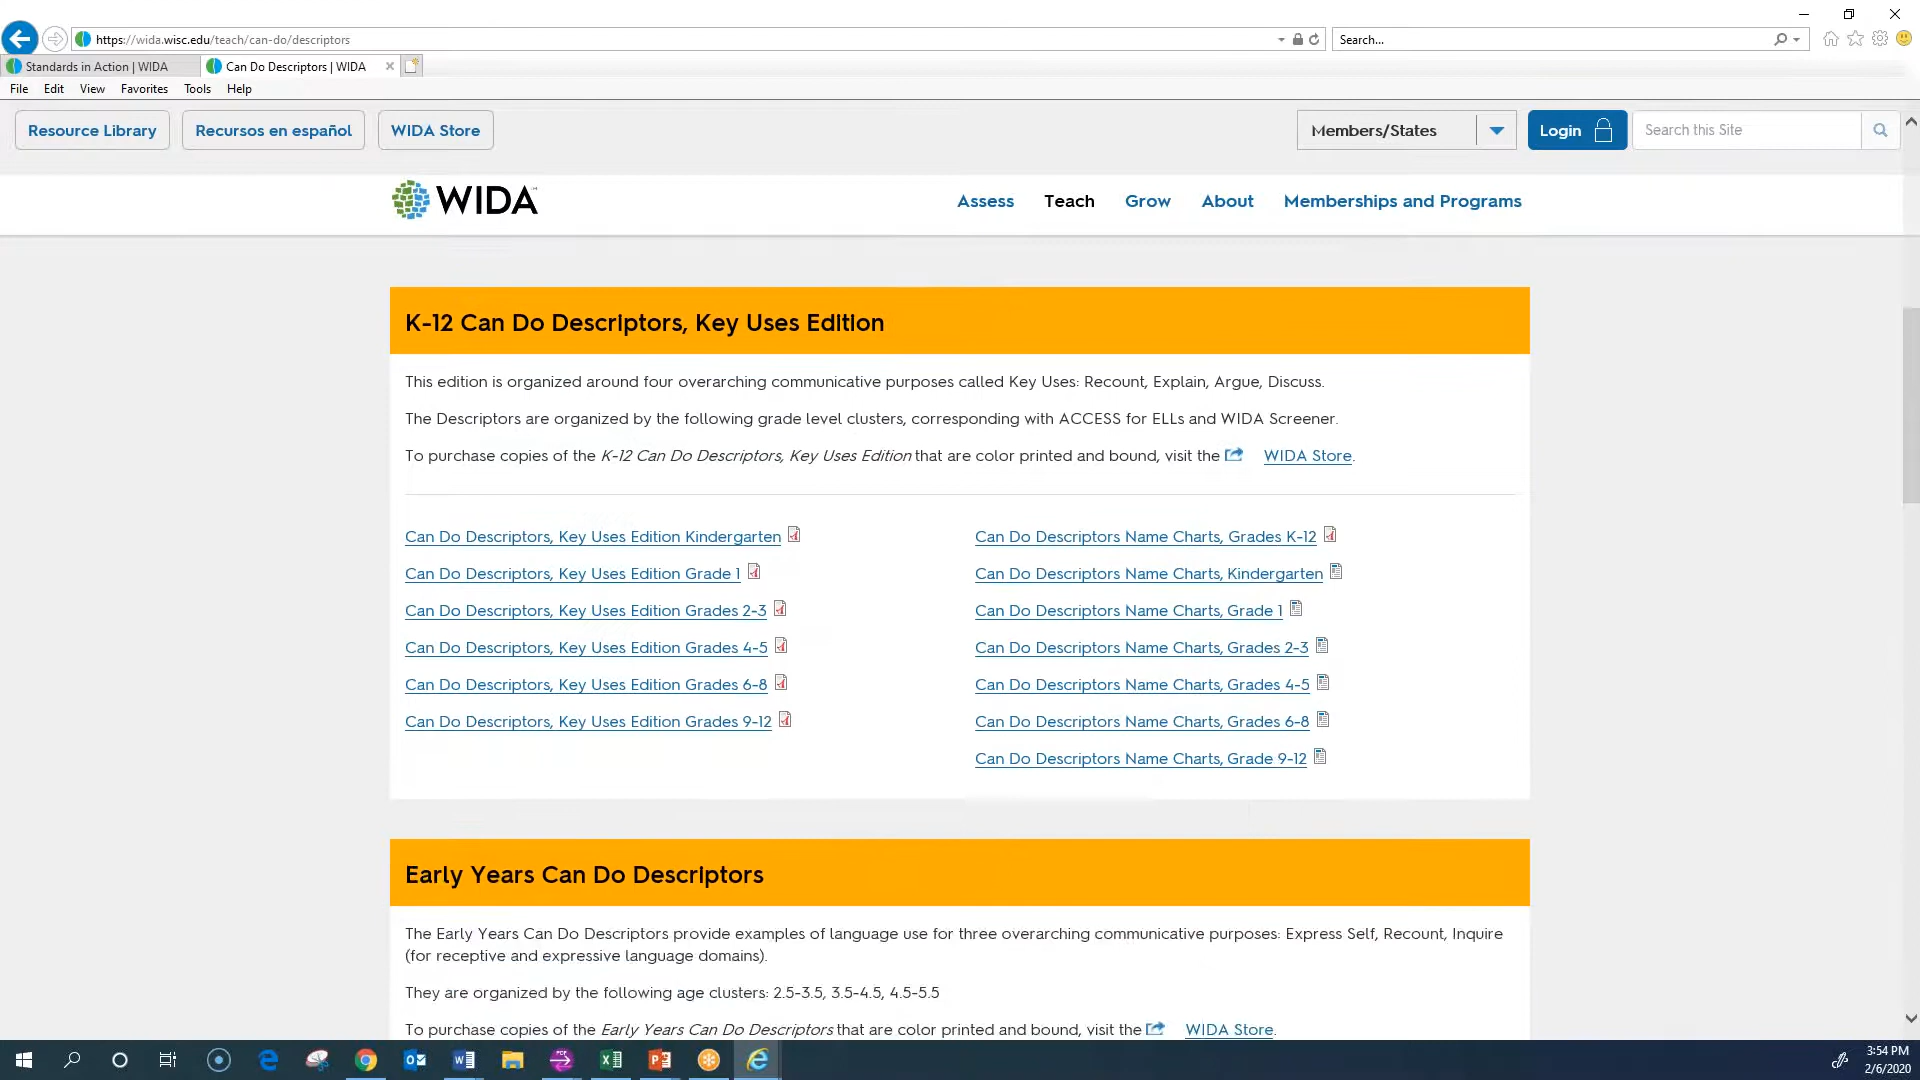 https://wida.wisc.edu/teach/can-do/descriptors
Search...
Standards in Action | WIDA
Can Do Descriptors | WIDA
File Edit View Favorites Tools Help
Resource Library Recursos en español WIDA Store
Members/States Login Search this Site
WIDA
Assess Teach Grow About Memberships and Programs
K-12 Can Do Descriptors, Key Uses Edition
This edition is organized around four overarching communicative purposes called Key Uses: Recount, Explain, Argue, Discuss.
The Descriptors are organized by the following grade level clusters, corresponding with ACCESS for ELLs and WIDA Screener.
To purchase copies of the K-12 Can Do Descriptors, Key Uses Edition that are color printed and bound, visit the WIDA Store.
Can Do Descriptors, Key Uses Edition Kindergarten
Can Do Descriptors, Key Uses Edition Grade 1
Can Do Descriptors, Key Uses Edition Grades 2-3
Can Do Descriptors, Key Uses Edition Grades 4-5
Can Do Descriptors, Key Uses Edition Grades 6-8
Can Do Descriptors, Key Uses Edition Grades 9-12
Can Do Descriptors Name Charts, Grades K-12
Can Do Descriptors Name Charts, Kindergarten
Can Do Descriptors Name Charts, Grade 1
Can Do Descriptors Name Charts, Grades 2-3
Can Do Descriptors Name Charts, Grades 4-5
Can Do Descriptors Name Charts, Grades 6-8
Can Do Descriptors Name Charts, Grade 9-12
Early Years Can Do Descriptors
The Early Years Can Do Descriptors provide examples of language use for three overarching communicative purposes: Express Self, Recount, Inquire
(for receptive and expressive language domains).
They are organized by the following age clusters: 2.5-3.5, 3.5-4.5, 4.5-5.5
To purchase copies of the Early Years Can Do Descriptors that are color printed and bound, visit the WIDA Store.
3:54 PM
2/6/2020